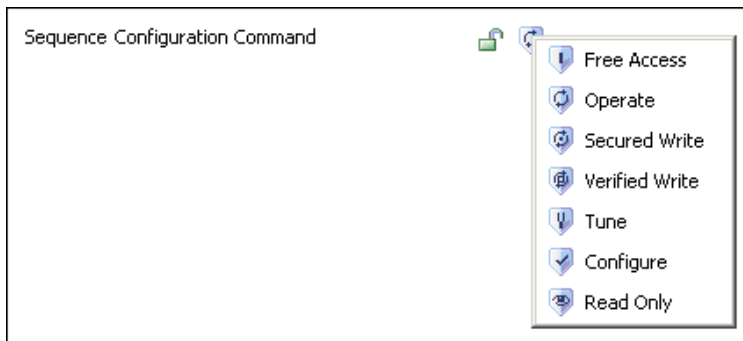 Sequence Configuration Command
Free Access
Operate
Secured Write
Verified Write
Tune
Configure
Read Only